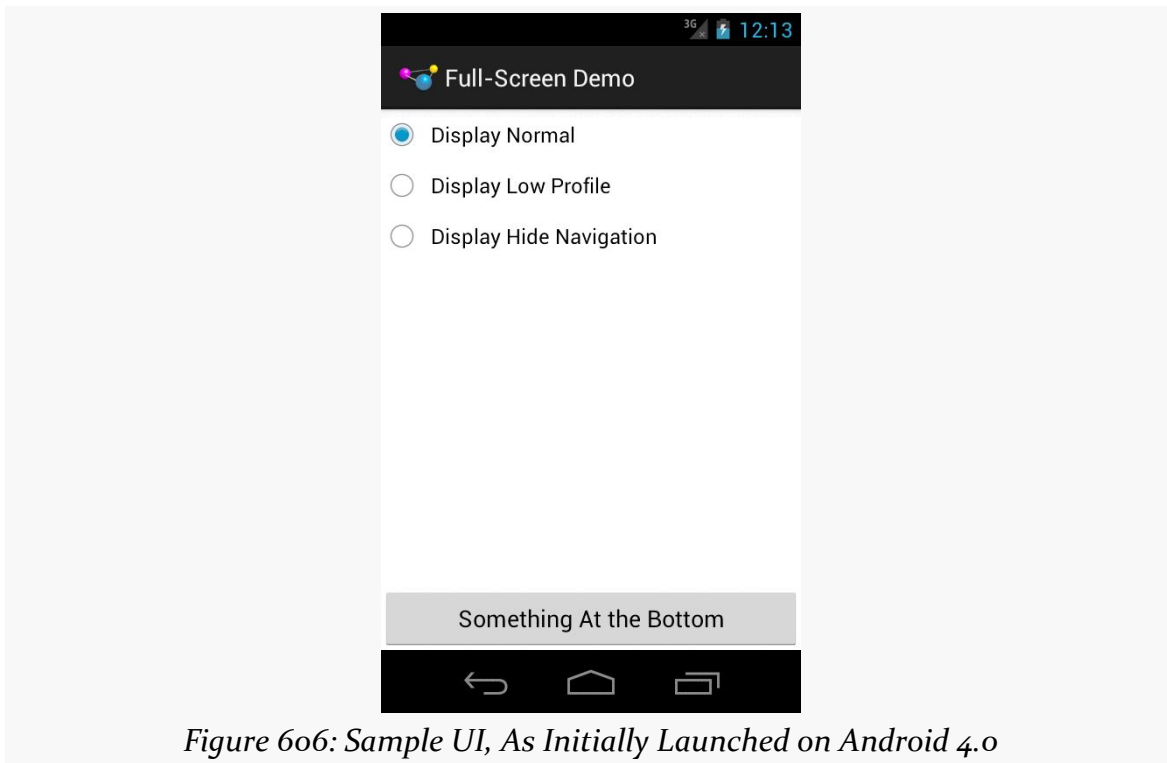 3G 12:13
Full-Screen Demo
Display Normal
Display Low Profile
Display Hide Navigation
Something At the Bottom
Figure 606: Sample UI, As Initially Launched on Android 4.0